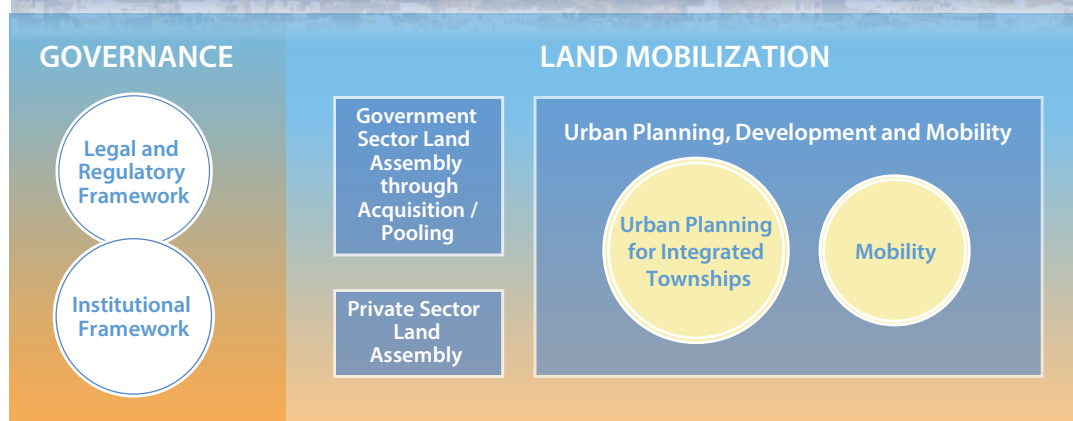 GOVERNANCE
Legal and
Regulatory
Framework
Institutional
Framework
LAND MOBILIZATION
Government
Sector Land
Assembly
through
Acquisition /
Pooling
Private Sector
Land
Assembly
Urban Planning, Development and Mobility
Urban Planning
for Integrated
Townships
Mobility